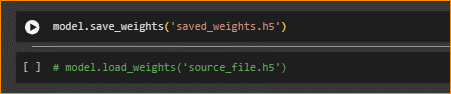 model.save_weights('saved_weights.h5')
[ ] # model.load_weights('source_file.h5')